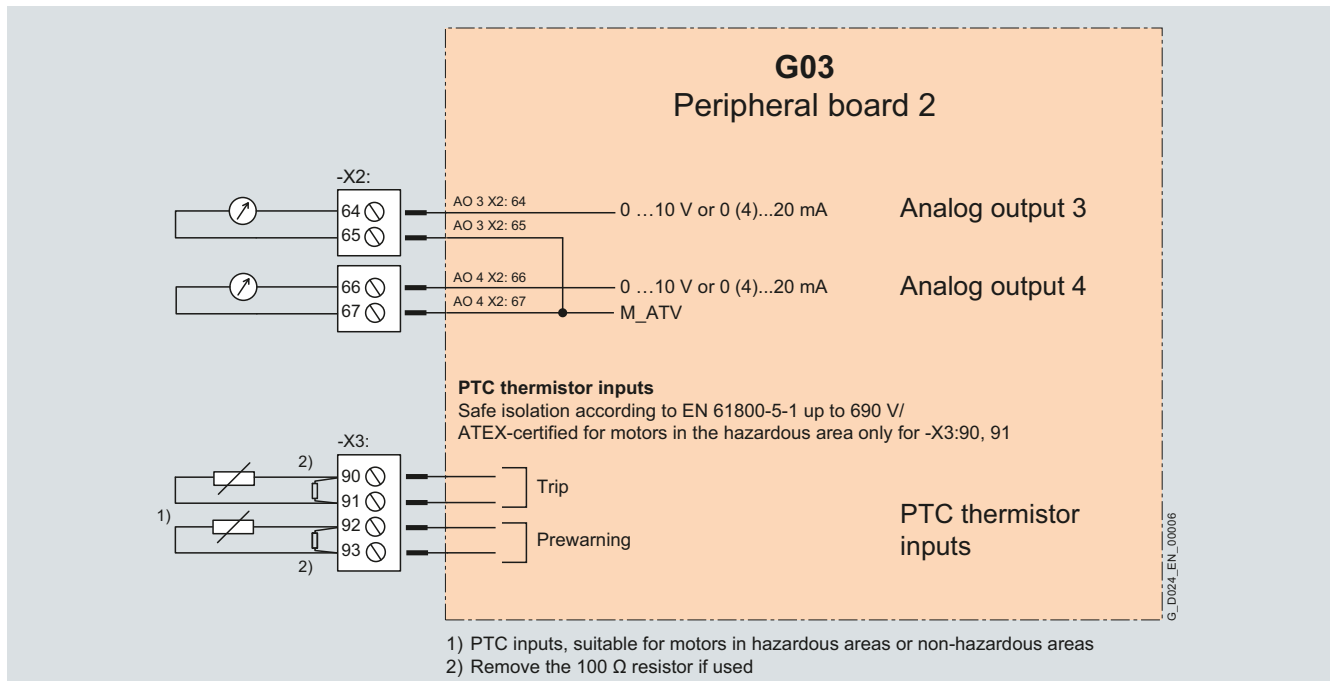 G03
Peripheral board 2
-X2:
64
AO 3 X2: 64
0 …10 V or 0 (4)...20 mA
Analog output 3
65
AO 3 X2: 65
66
AO 4 X2: 66
0 …10 V or 0 (4)...20 mA
Analog output 4
67
AO 4 X2: 67
M_ATV
PTC thermistor inputs
Safe isolation according to EN 61800-5-1 up to 690 V/
ATEX-certified for motors in the hazardous area only for -X3:90, 91
-X3:
2)
90
91
Trip
1)
92
93
Prewarning
2)
PTC thermistor
inputs
G_D024_EN_00006
1) PTC inputs, suitable for motors in hazardous areas or non-hazardous areas
2) Remove the 100 Ω resistor if used